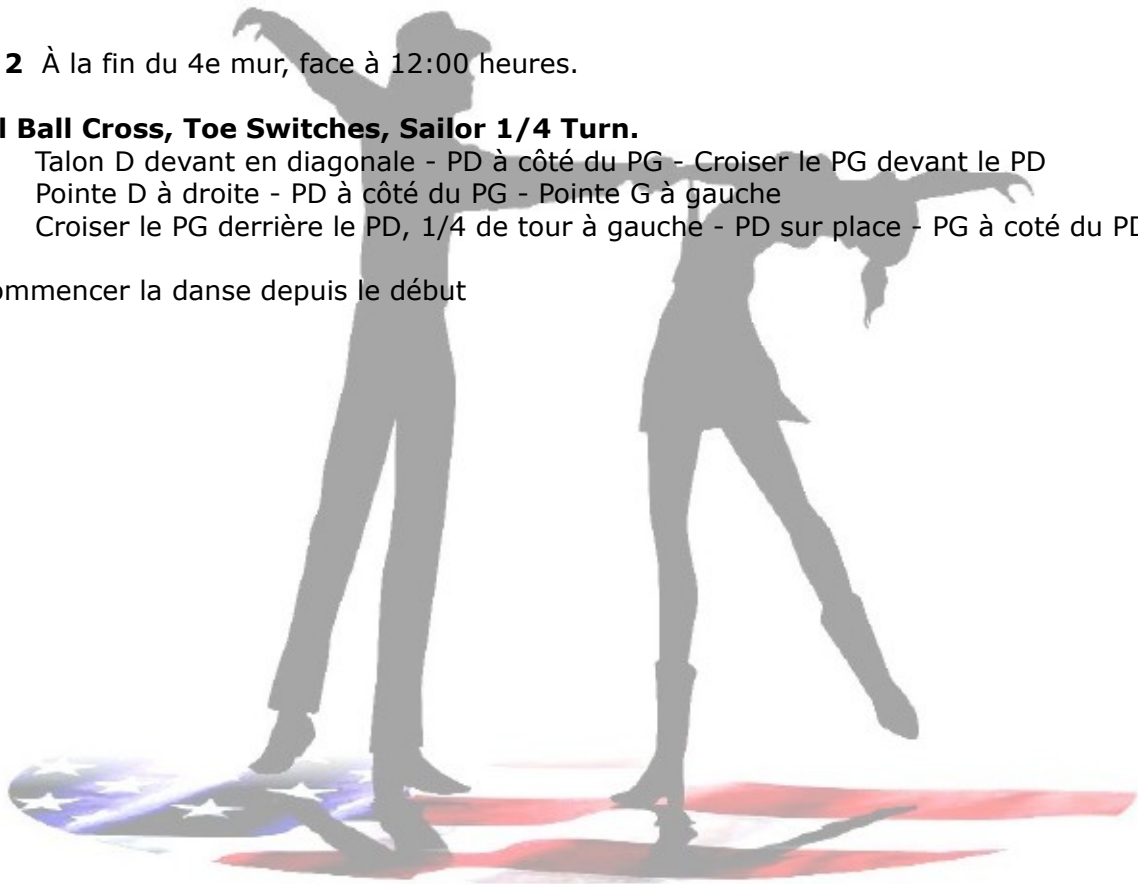 2 À la fin du 4e mur, face à 12:00 heures.
l Ball Cross, Toe Switches, Sailor 1/4 Turn.
Talon D devant en diagonale - PD à côté du PG - Croiser le PG devant le PD
Pointe D à droite - PD à côté du PG - Pointe G à gauche
Croiser le PG derrière le PD, 1/4 de tour à gauche - PD sur place - PG à coté du PD
ommencer la danse depuis le début